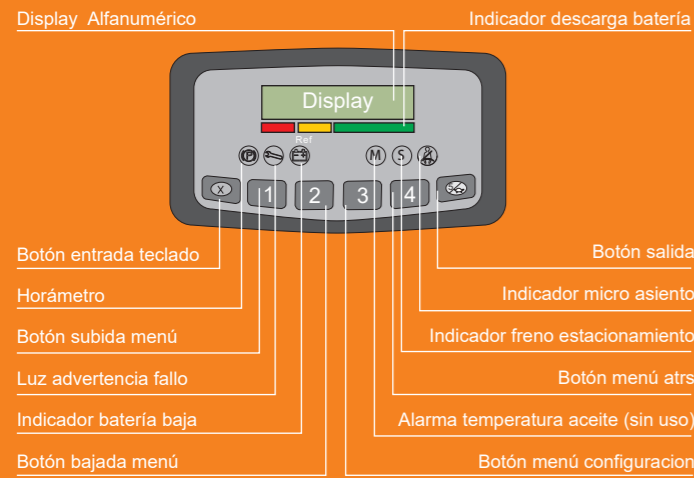 Display Alfanumérico
Indicador descarga batería
Display
Ref
P
M
S
X
1
2
3
4
Botón entrada teclado
Botón salida
Horámetro
Indicador micro asiento
Botón subida menú
Indicador freno estacionamiento
Luz advertencia fallo
Botón menú atrs
Indicador batería baja
Alarma temperatura aceite (sin uso)
Botón bajada menú
Botón menú configuracion